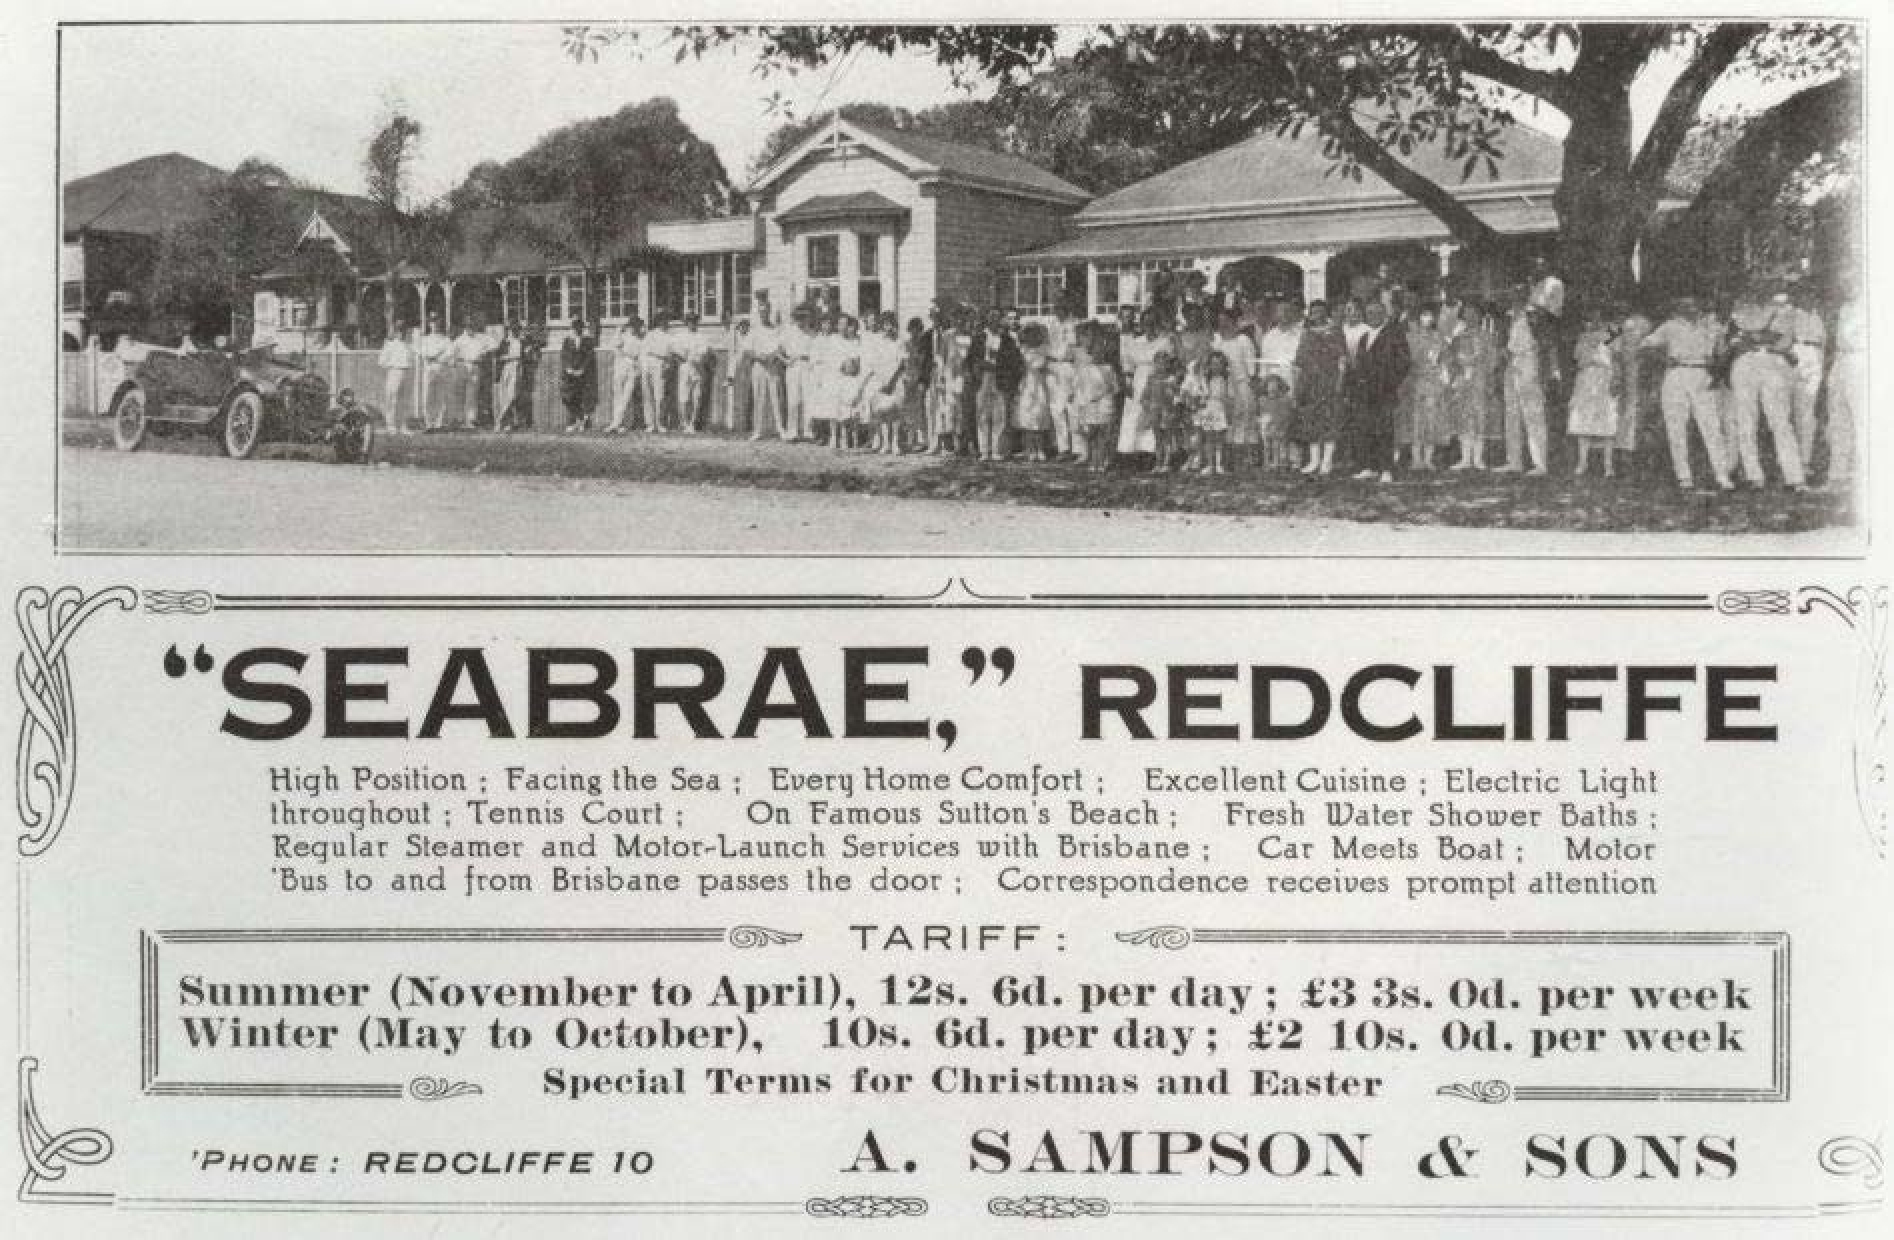 "SEABRAE," REDCLIFFE
High Position ; Facing the Sea ; Every Home Comfort ; Excellent Cuisine ; Electric Light
throughout ; Tennis Court ; On Famous Sutton's Beach ; Fresh Water Shower Baths ;
Regular Steamer and Motor-Launch Services with Brisbane ; Car Meets Boat ; Motor
'Bus to and from Brisbane passes the door ; Correspondence receives prompt attention
TARIFF :
Summer (November to April), 12s. 6d. per day ; £3 3s. 0d. per week
Winter (May to October), 10s. 6d. per day ; £2 10s. 0d. per week
Special Terms for Christmas and Easter
'PHONE : REDCLIFFE 10
A. SAMPSON & SONS